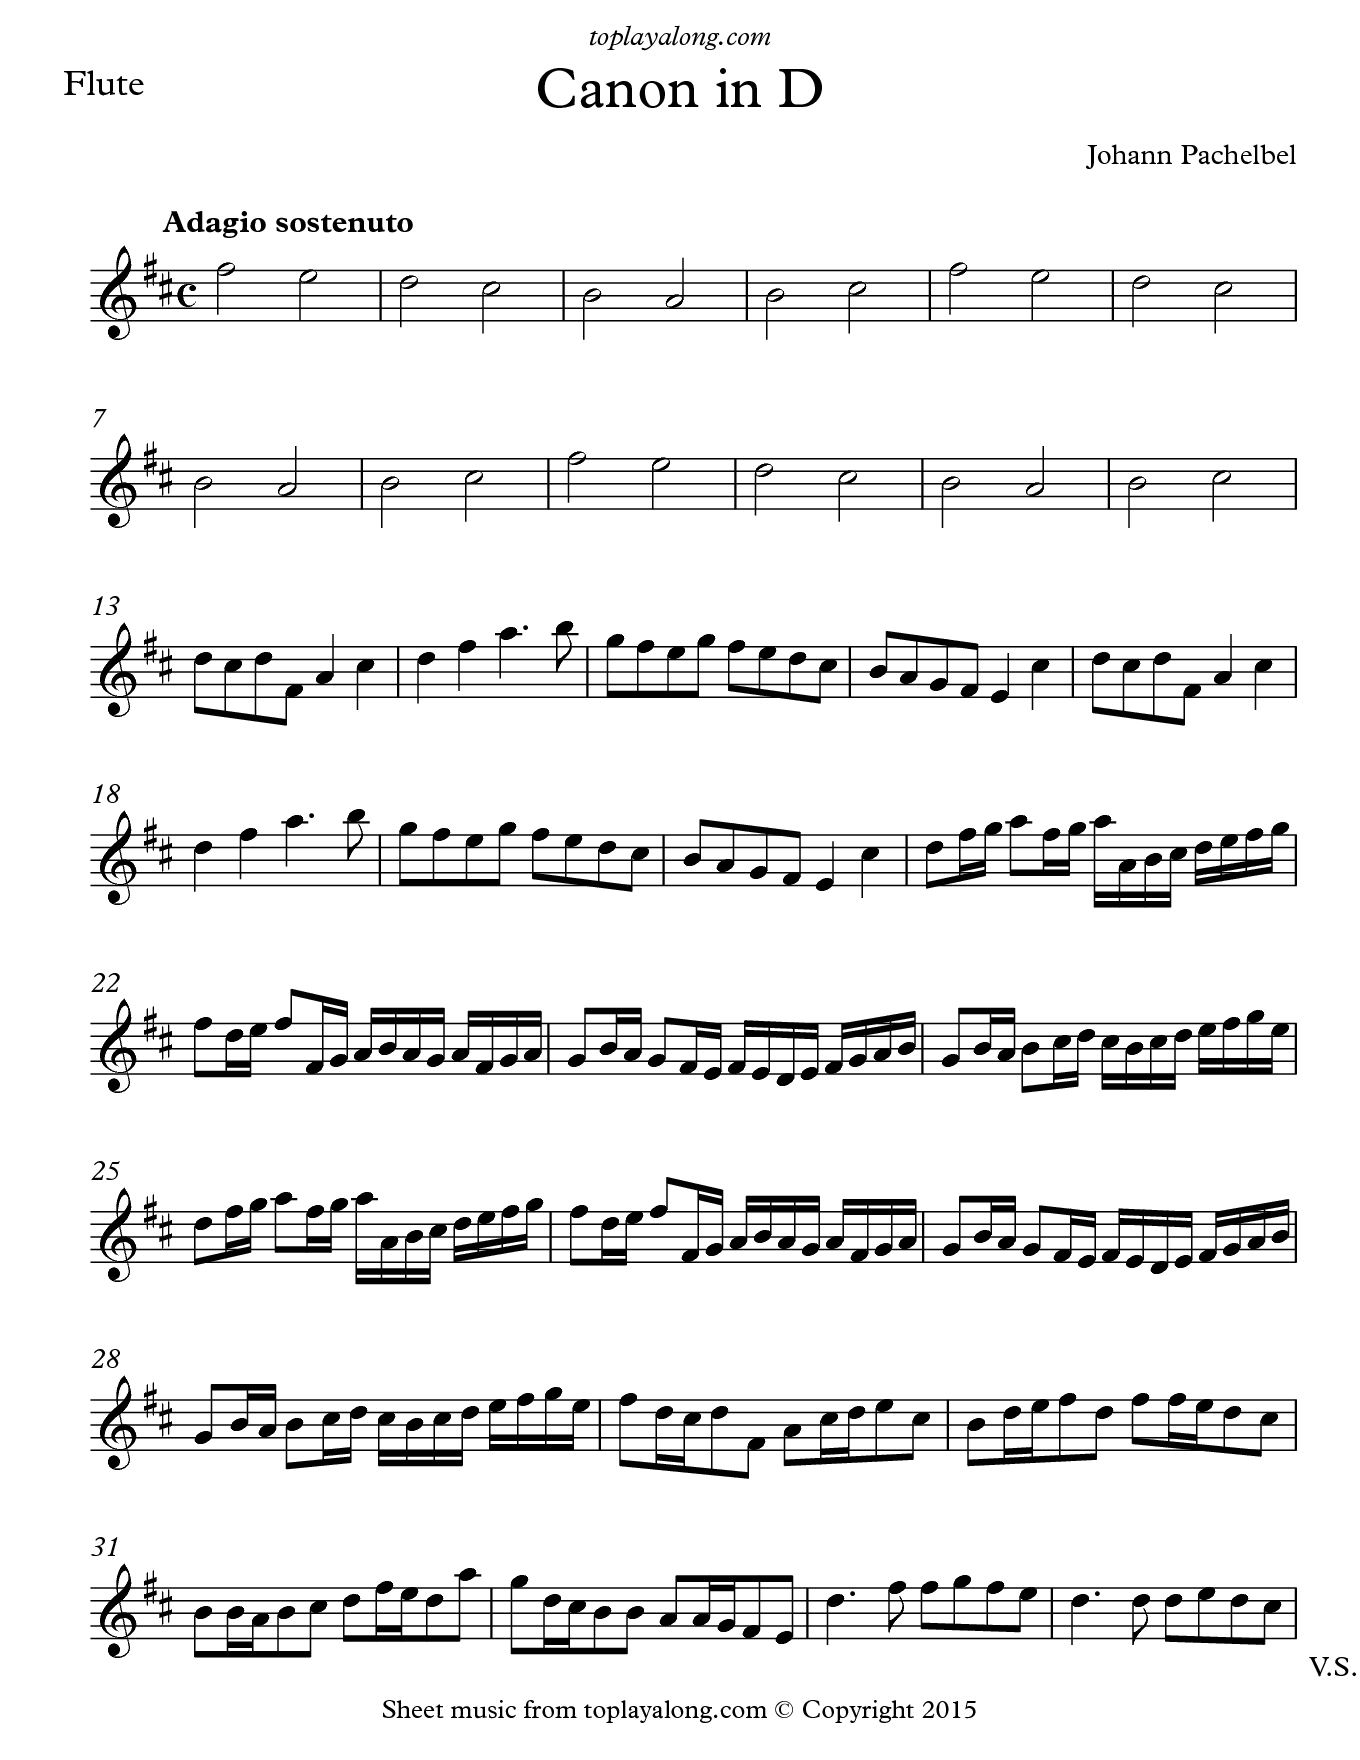 toplayalong.com
Flute
Canon in D
Johann Pachelbel
Adagio sostenuto
7
13
18
22
25
28
31
V.S.
Sheet music from toplayalong.com © Copyright 2015